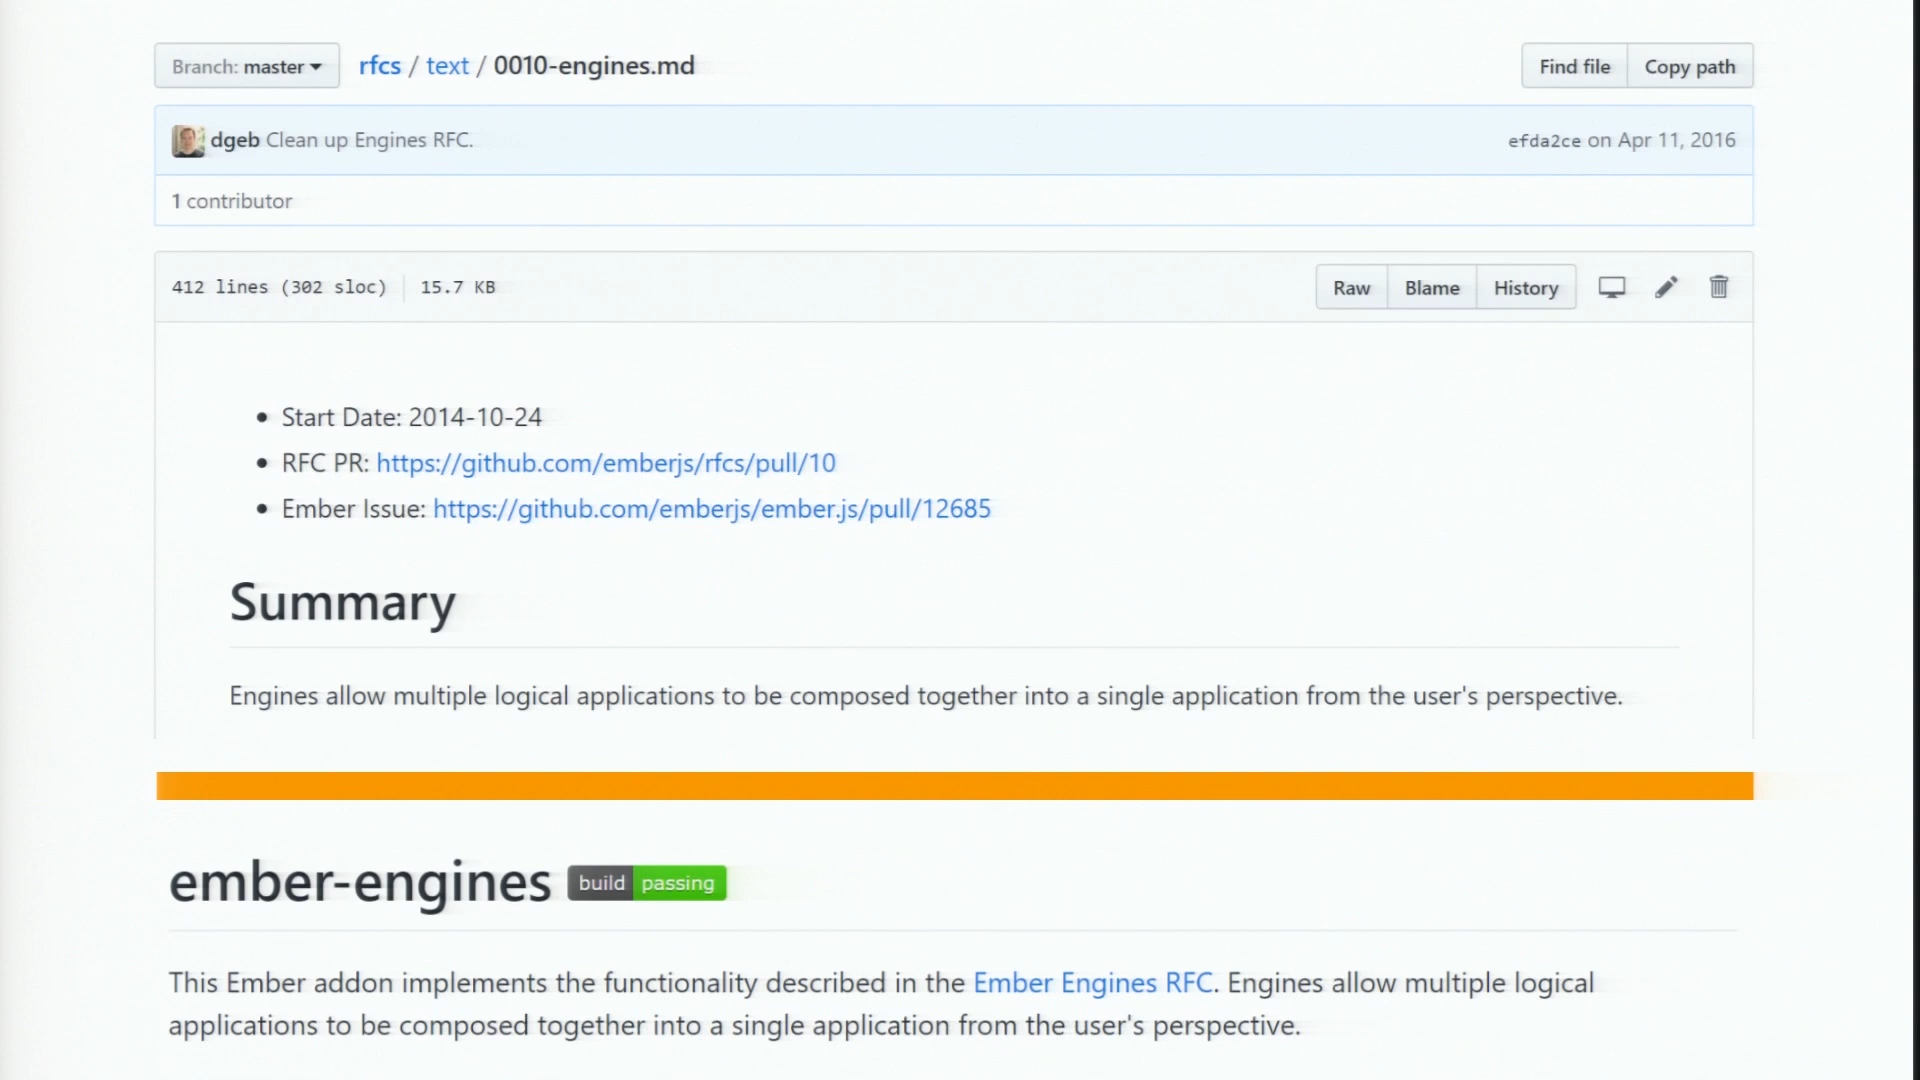 Branch: master
rfcs / text / 0010-engines.md
Find file
Copy path
dgeb Clean up Engines RFC.
efda2ce on Apr 11, 2016
1 contributor
412 lines (302 sloc)
15.7 KB
Raw
Blame
History
Start Date: 2014-10-24
RFC PR: https://github.com/emberjs/rfcs/pull/10
Ember Issue: https://github.com/emberjs/ember.js/pull/12685
Summary
Engines allow multiple logical applications to be composed together into a single application from the user's perspective.
ember-engines
build passing
This Ember addon implements the functionality described in the Ember Engines RFC. Engines allow multiple logical
applications to be composed together into a single application from the user's perspective.